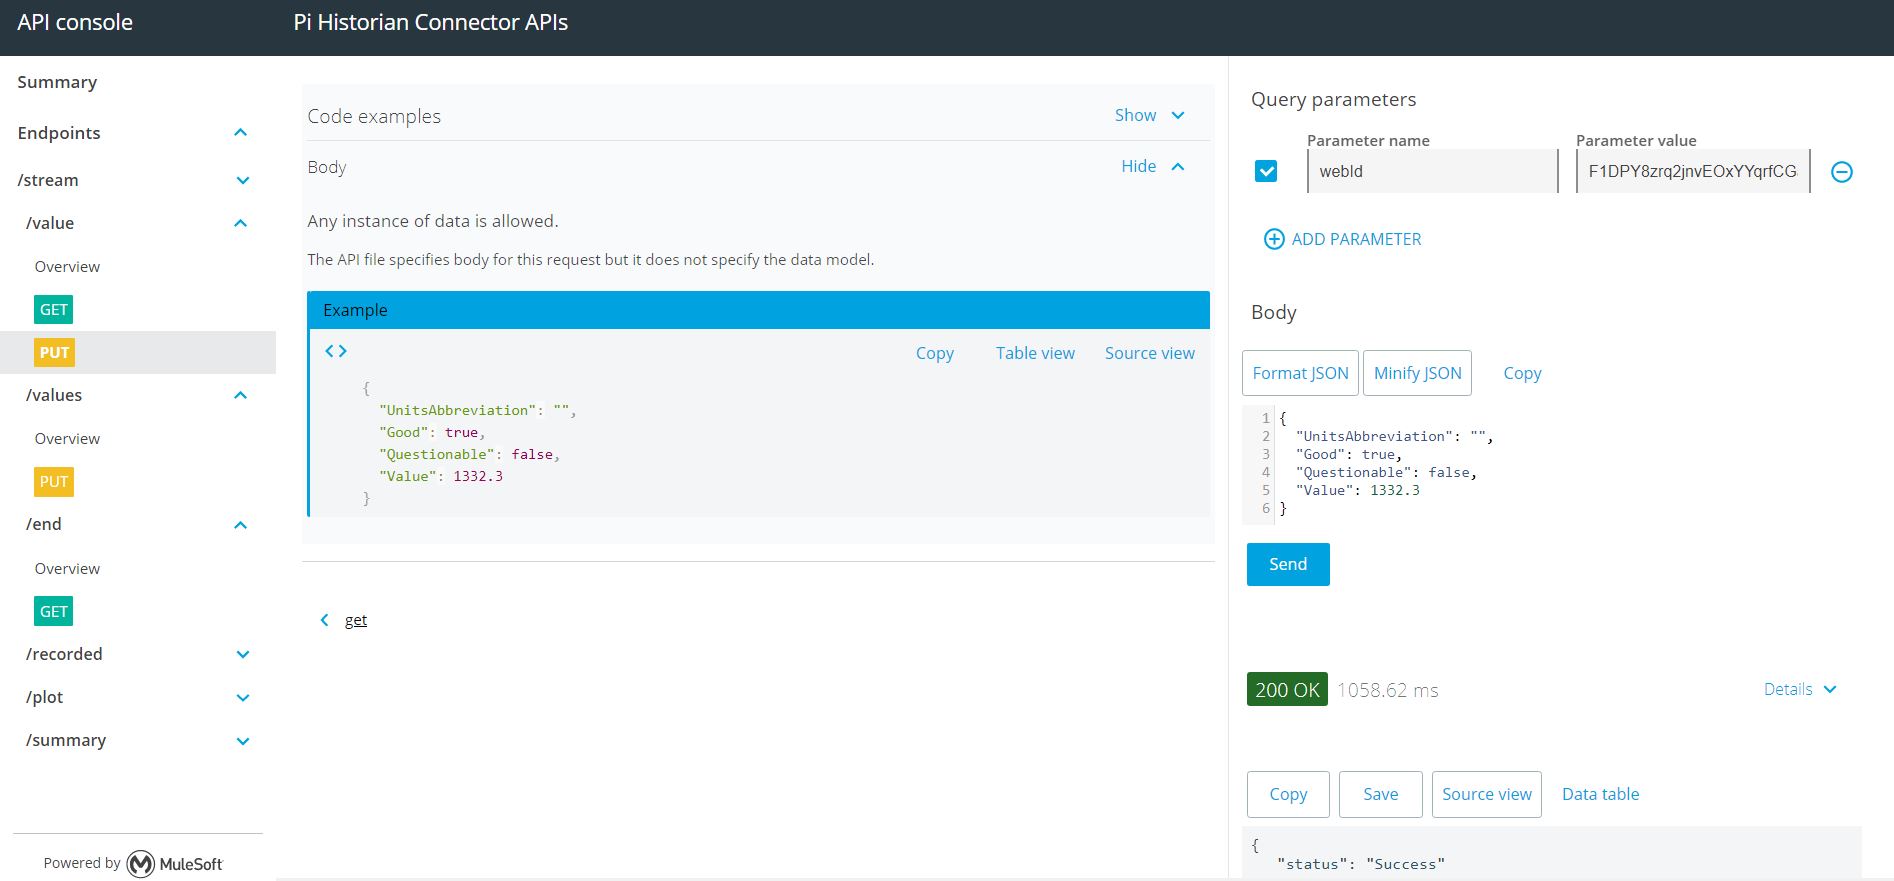 API console
Pi Historian Connector APIs
Summary
Endpoints
/stream
/value
Overview
GET
PUT
/values
Overview
PUT
/end
Overview
GET
/recorded
/plot
/summary
Powered by MuleSoft
Code examples
Show
Body
Hide
Any instance of data is allowed.
The API file specifies body for this request but it does not specify the data model.
Example
<> Copy Table view Source view
{
"UnitsAbbreviation": "",
"Good": true,
"Questionable": false,
"Value": 1332.3
}
get
Query parameters
Parameter name Parameter value
webId F1DPY8zrq2jnvEOxYYqrfCG
ADD PARAMETER
Body
Format JSON Minify JSON Copy
1 {
2 "UnitsAbbreviation": "",
3 "Good": true,
4 "Questionable": false,
5 "Value": 1332.3
6 }
Send
200 OK 1058.62 ms Details
Copy Save Source view Data table
{
"status": "Success"